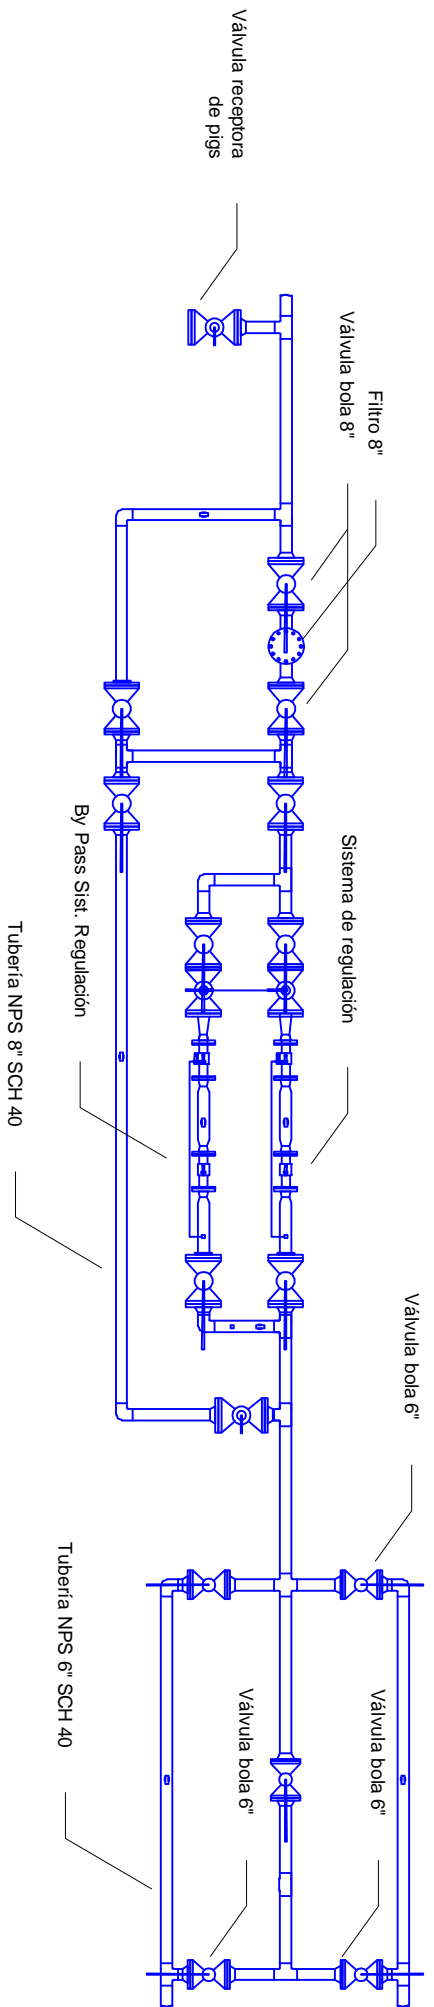 Válvula receptora
de pigs
Filtro 8"
Válvula bola 8"
Sistema de regulación
By Pass Sist. Regulación
Tubería NPS 8" SCH 40
Válvula bola 6"
Tubería NPS 6" SCH 40
Válvula bola 6"
Válvula bola 6"